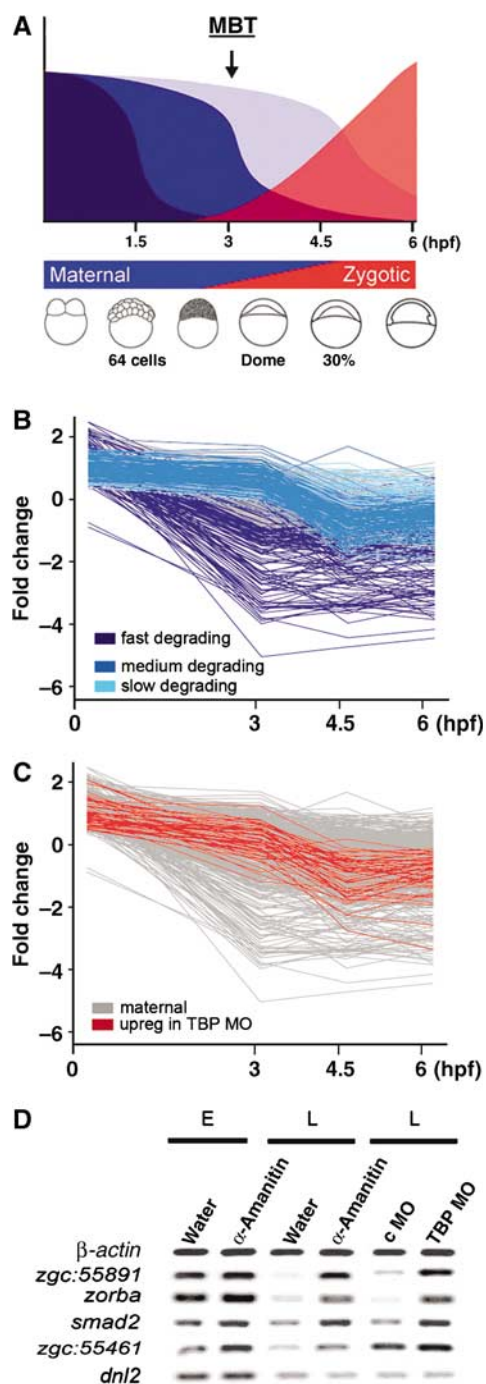 A
MBT
1.5 3 4.5 6 (hpf)
Maternal Zygotic
64 cells Dome 30%
B
Fold change
2
0
−2
−4
−6
fast degrading
medium degrading
slow degrading
0 3 4.5 6 (hpf)
C
Fold change
2
0
−2
−4
−6
maternal
upreg in TBP MO
0 3 4.5 6 (hpf)
D
E L L
Water α-Amanitin Water α-Amanitin c MO TBP MO
β-actin
zgc:55891
zorba
smad2
zgc:55461
dnl2